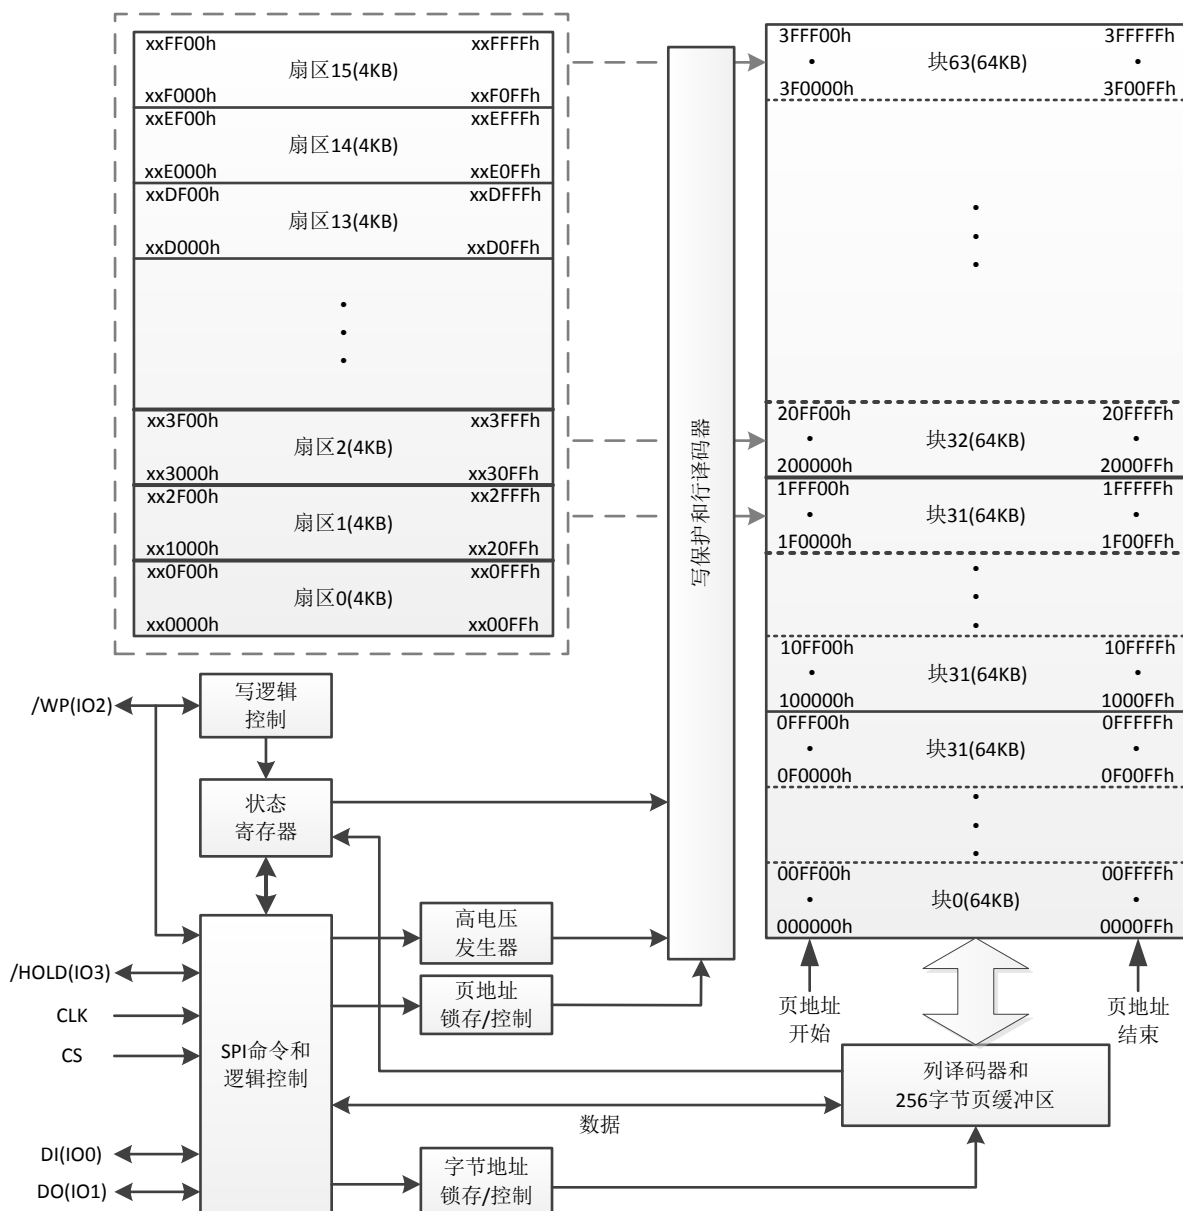 xxFF00h xxFFFFh
扇区15(4KB)
xxF000h xxF0FFh
xxEF00h xxEFFFh
扇区14(4KB)
xxE000h xxE0FFh
xxDF00h xxDFFFh
扇区13(4KB)
xxD000h xxD0FFh
xx3F00h xx3FFFh
扇区2(4KB)
xx3000h xx30FFh
xx2F00h xx2FFFh
扇区1(4KB)
xx1000h xx20FFh
xx0F00h xx0FFFh
扇区0(4KB)
xx0000h xx00FFh
写保护和行译码器
3FFF00h 3FFFFFh
块63(64KB)
3F0000h 3F00FFh
20FF00h 20FFFFh
块32(64KB)
200000h 2000FFh
1FFF00h 1FFFFFh
块31(64KB)
1F0000h 1F00FFh
10FF00h 10FFFFh
块31(64KB)
100000h 1000FFh
0FFF00h 0FFFFFh
块31(64KB)
0F0000h 0F00FFh
00FF00h 00FFFFh
块0(64KB)
000000h 0000FFh
页地址
开始
页地址
结束
/WP(IO2)
写逻辑
控制
状态
寄存器
/HOLD(IO3)
CLK
CS
DI(IO0)
DO(IO1)
SPI命令和
逻辑控制
高电压
发生器
页地址
锁存/控制
列译码器和
256字节页缓冲区
数据
字节地址
锁存/控制